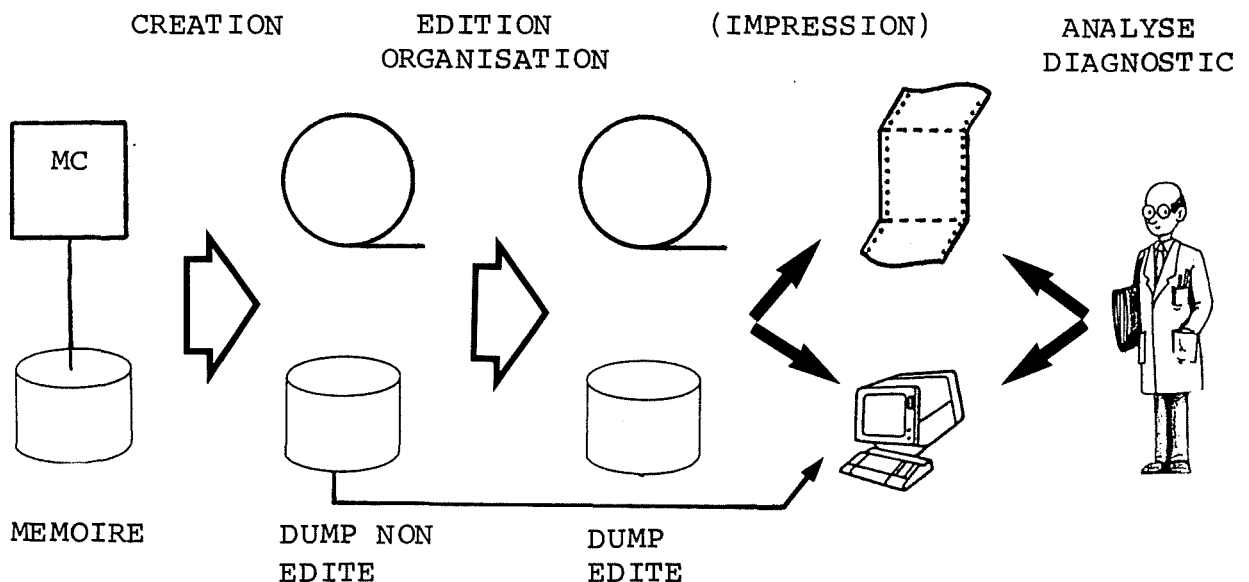 CREATION
EDITION
ORGANISATION
(IMPRESSION)
ANALYSE
DIAGNOSTIC
MC
MEMOIRE
DUMP NON
EDITE
DUMP
EDITE